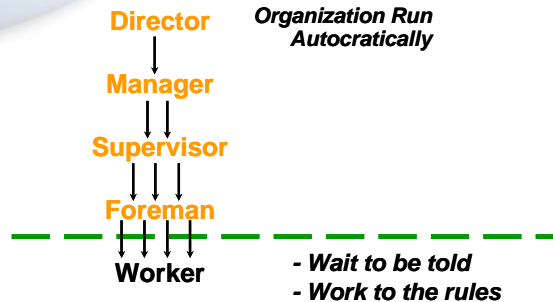 Director
Organization Run
Autocratically
Manager
Supervisor
Foreman
Worker
- Wait to be told
- Work to the rules